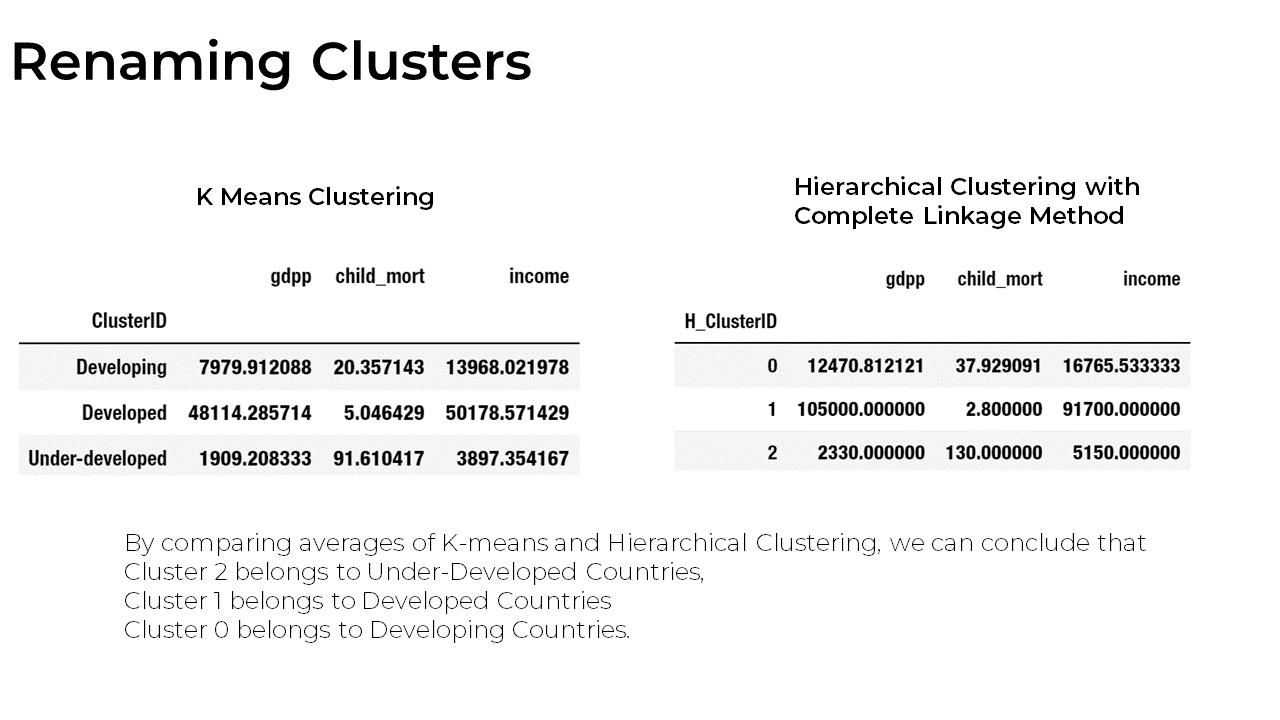 Renaming Clusters
K Means Clustering
gdpp child_mort income
ClusterID
Developing 7979.912088 20.357143 13968.021978
Developed 48114.285714 5.046429 50178.571429
Under-developed 1909.208333 91.610417 3897.354167
Hierarchical Clustering with
Complete Linkage Method
gdpp child_mort income
H_ClusterID
0 12470.812121 37.929091 16765.533333
1 105000.000000 2.800000 91700.000000
2 2330.000000 130.000000 5150.000000
By comparing averages of K-means and Hierarchical Clustering, we can conclude that
Cluster 2 belongs to Under-Developed Countries,
Cluster 1 belongs to Developed Countries
Cluster 0 belongs to Developing Countries.